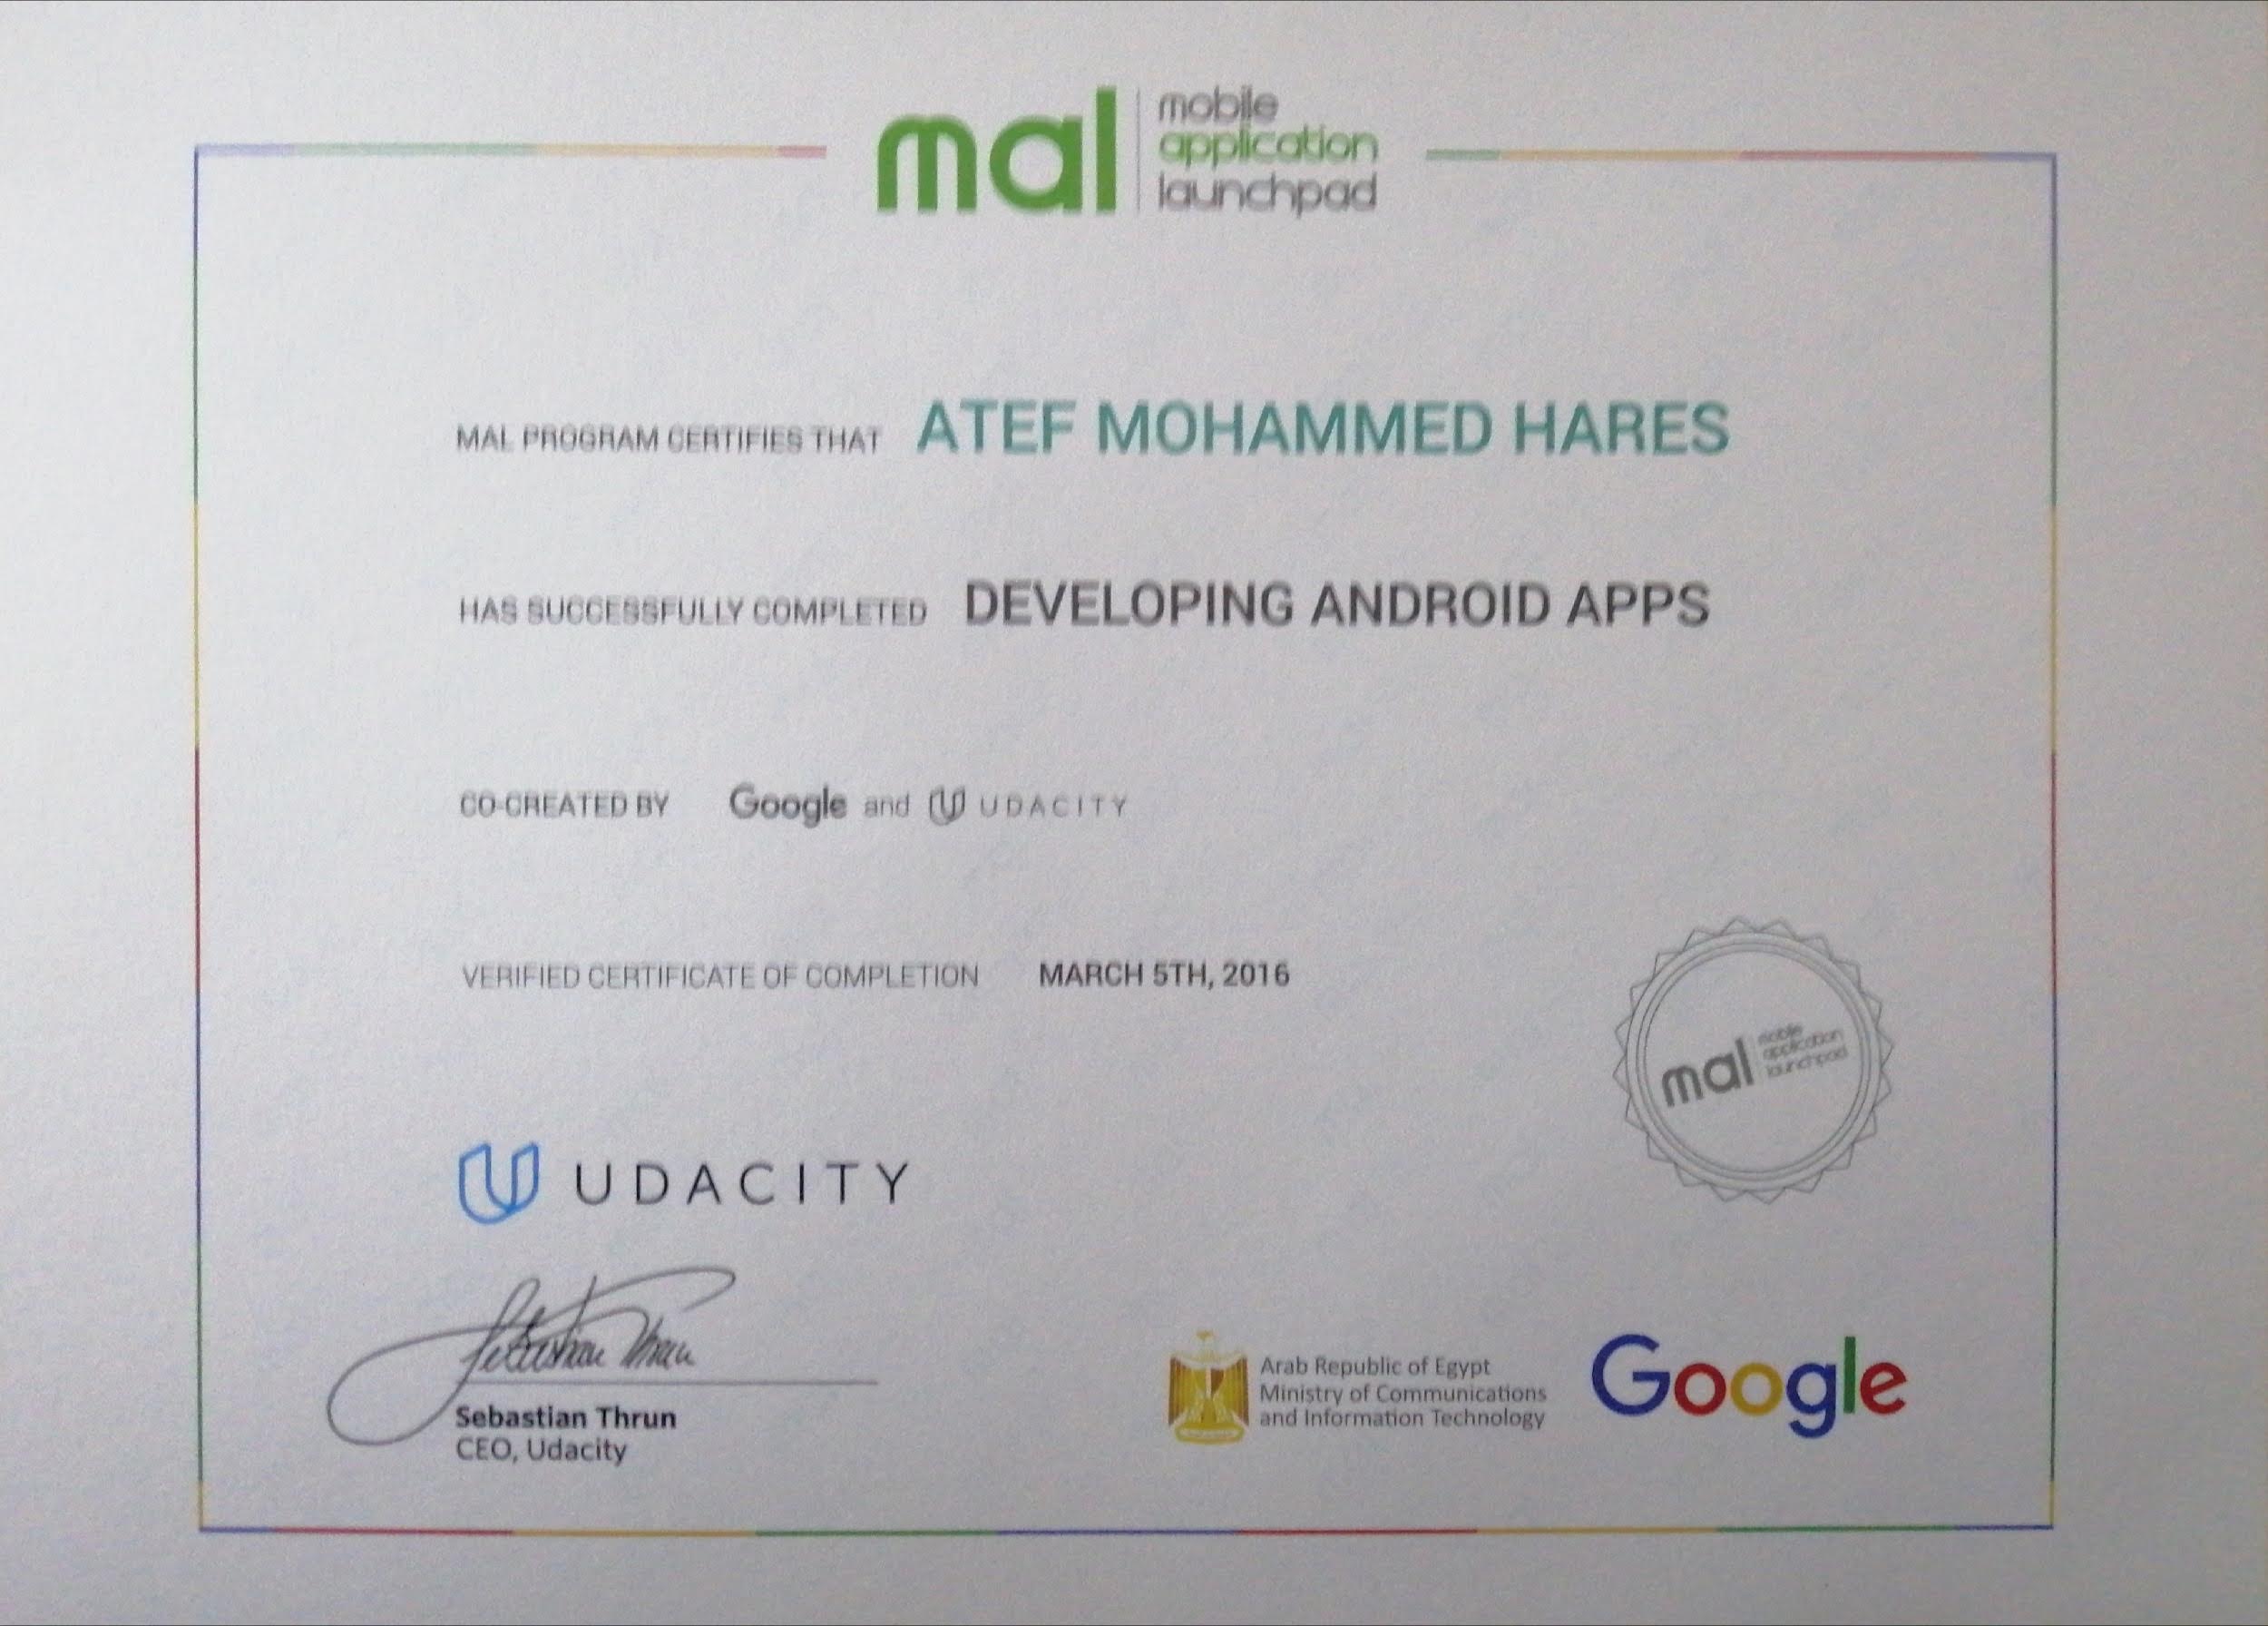 mal mobile
application
launchpad
MAL PROGRAM CERTIFIES THAT ATEF MOHAMMED HARES
HAS SUCCESSFULLY COMPLETED DEVELOPING ANDROID APPS
CO-CREATED BY Google and UDACITY
VERIFIED CERTIFICATE OF COMPLETION MARCH 5TH, 2016
mal mobile
application
launchpad
UDACITY
Sebastian Thrun
Sebastian Thrun
CEO, Udacity
Arab Republic of Egypt
Ministry of Communications
and Information Technology
Google